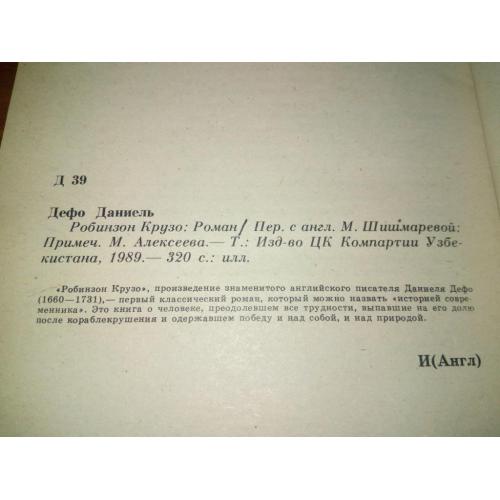 Д 39
Дефо Даниель
Робинзон Крузо: Роман/ Пер. с англ. М. Шишмаревой:
Примеч. М. Алексеева.— Т.: Изд-во ЦК Компартии Узбе-
кистана, 1989.— 320 с.: илл.
«Робинзон Крузо», произведение знаменитого английского писателя Даниеля Дефо
(1660—1731),— первый классический роман, который можно назвать «историей совре-
менника». Это книга о человеке, преодолевшем все трудности, выпавшие на его долю
после кораблекрушения и одержавшем победу и над собой, и над природой.
И(Англ)